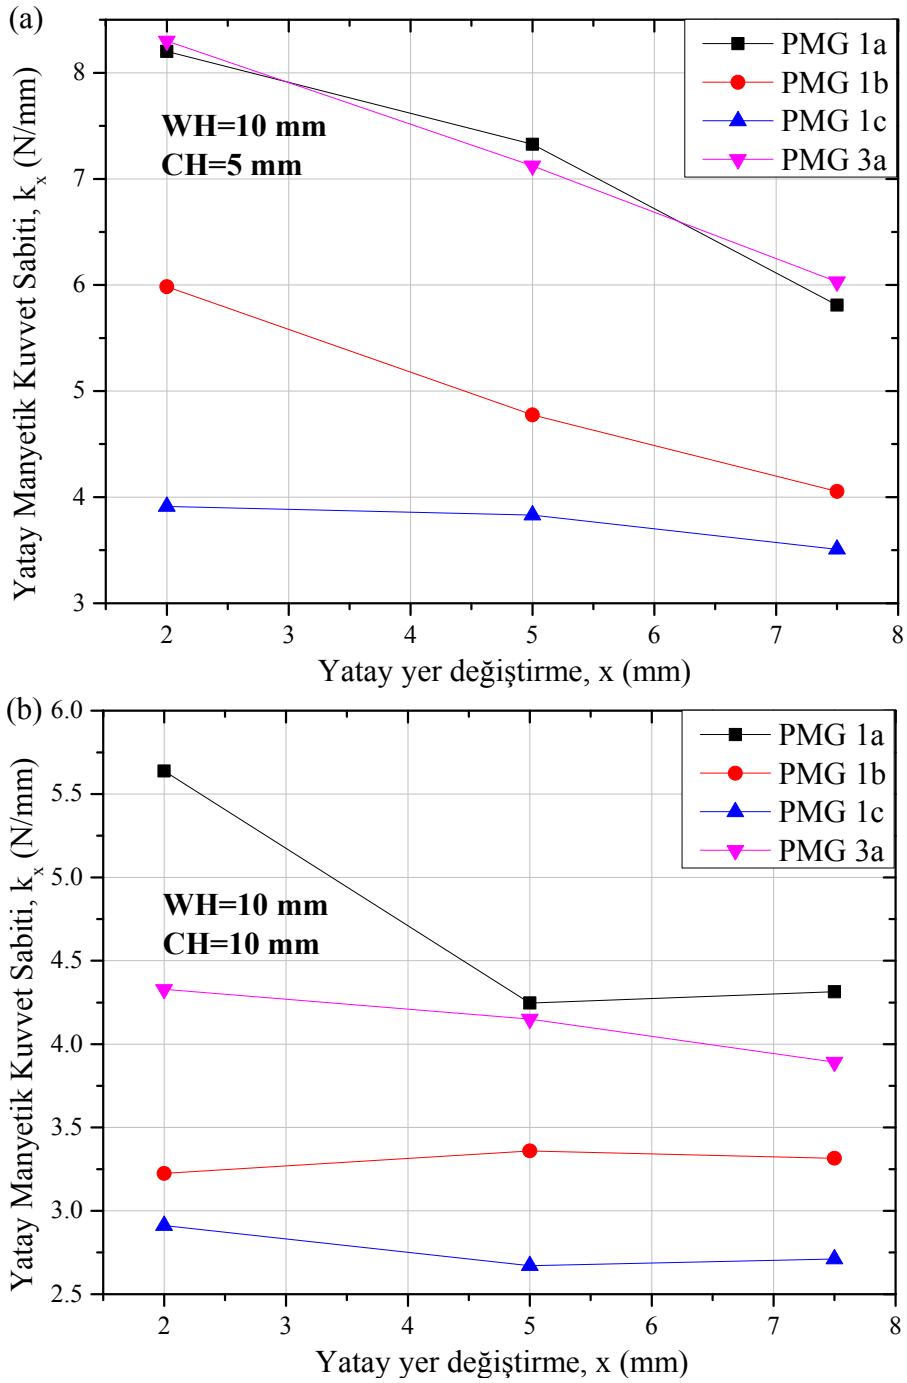 (a)
Yatay Manyetik Kuvvet Sabiti, k_x (N/mm)
8
7
6
5
4
3
WH=10 mm
CH=5 mm
PMG 1a
PMG 1b
PMG 1c
PMG 3a
2 3 4 5 6 7 8
Yatay yer değiştirme, x (mm)
(b)
Yatay Manyetik Kuvvet Sabiti, k_x (N/mm)
6.0
5.5
5.0
4.5
4.0
3.5
3.0
2.5
WH=10 mm
CH=10 mm
PMG 1a
PMG 1b
PMG 1c
PMG 3a
2 3 4 5 6 7 8
Yatay yer değiştirme, x (mm)